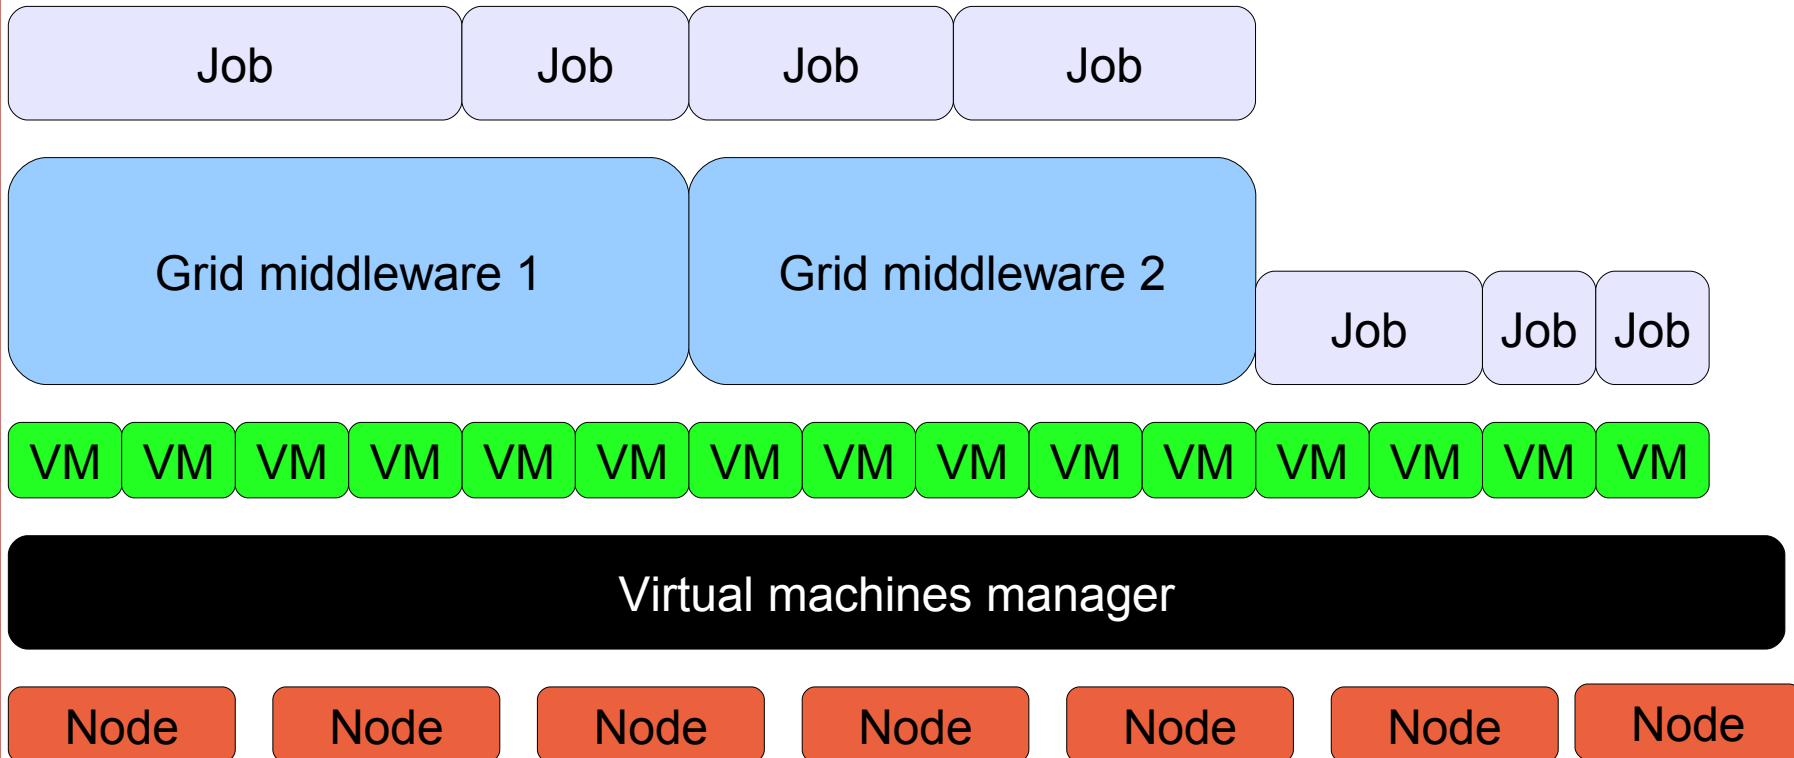 Job Job Job Job
Grid middleware 1 Grid middleware 2
Job Job Job
VM VM VM VM VM VM VM VM VM VM VM VM VM VM VM
Virtual machines manager
Node Node Node Node Node Node Node